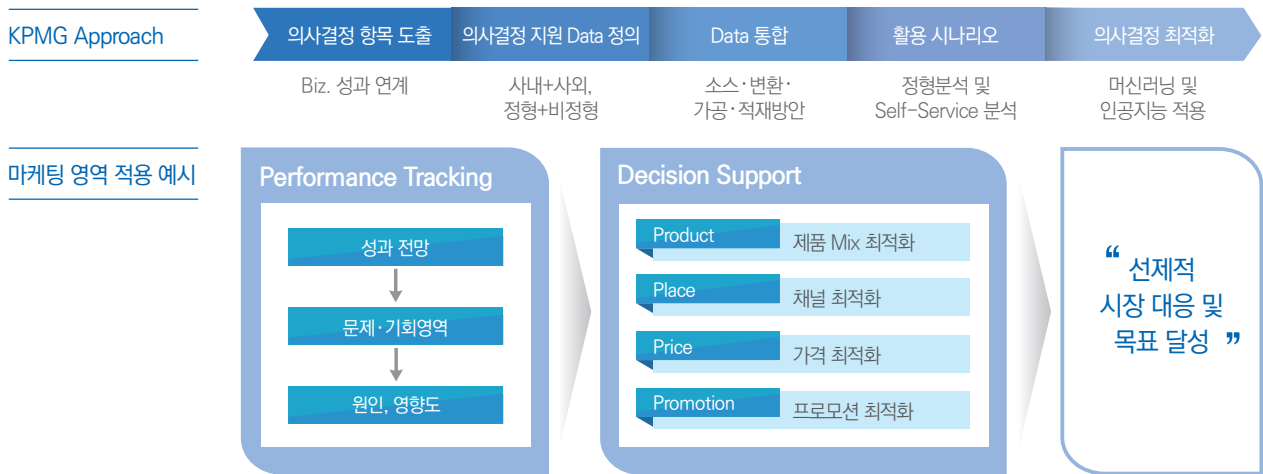 KPMG Approach
의사결정 항목 도출
의사결정 지원 Data 정의
Data 통합
활용 시나리오
의사결정 최적화
Biz. 성과 연계
사내+사외,
정형+비정형
소스·변환·
가공·적재방안
정형분석 및
Self-Service 분석
머신러닝 및
인공지능 적용
마케팅 영역 적용 예시
Performance Tracking
성과 전망
문제·기회영역
원인, 영향도
Decision Support
Product
제품 Mix 최적화
Place
채널 최적화
Price
가격 최적화
Promotion
프로모션 최적화
“ 선제적
시장 대응 및
목표 달성 ”